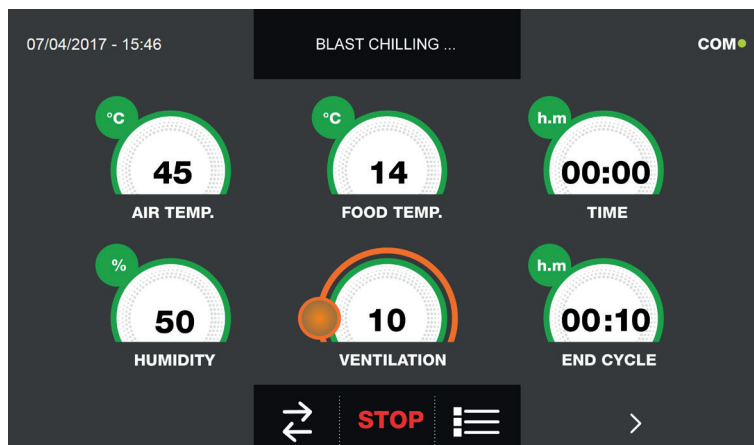 07/04/2017 - 15:46
BLAST CHILLING ...
COM
°C
45
AIR TEMP.
°C
14
FOOD TEMP.
h.m
00:00
TIME
%
50
HUMIDITY
10
VENTILATION
h.m
00:10
END CYCLE
STOP